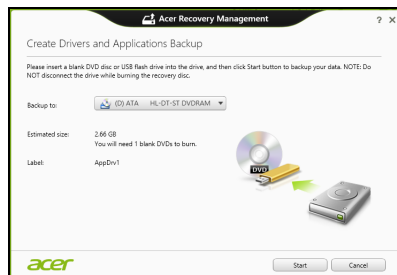 Acer Recovery Management
? X
Create Drivers and Applications Backup
Please insert a blank DVD disc or USB flash drive into the drive, and then click Start button to backup your data. NOTE: Do
NOT disconnect the drive while burning the recovery disc.
Backup to: (D) ATA HL-DT-ST DVDRAM
Estimated size: 2.66 GB
You will need 1 blank DVDs to burn.
Label: AppDrv1
DVD
acer
Start Cancel